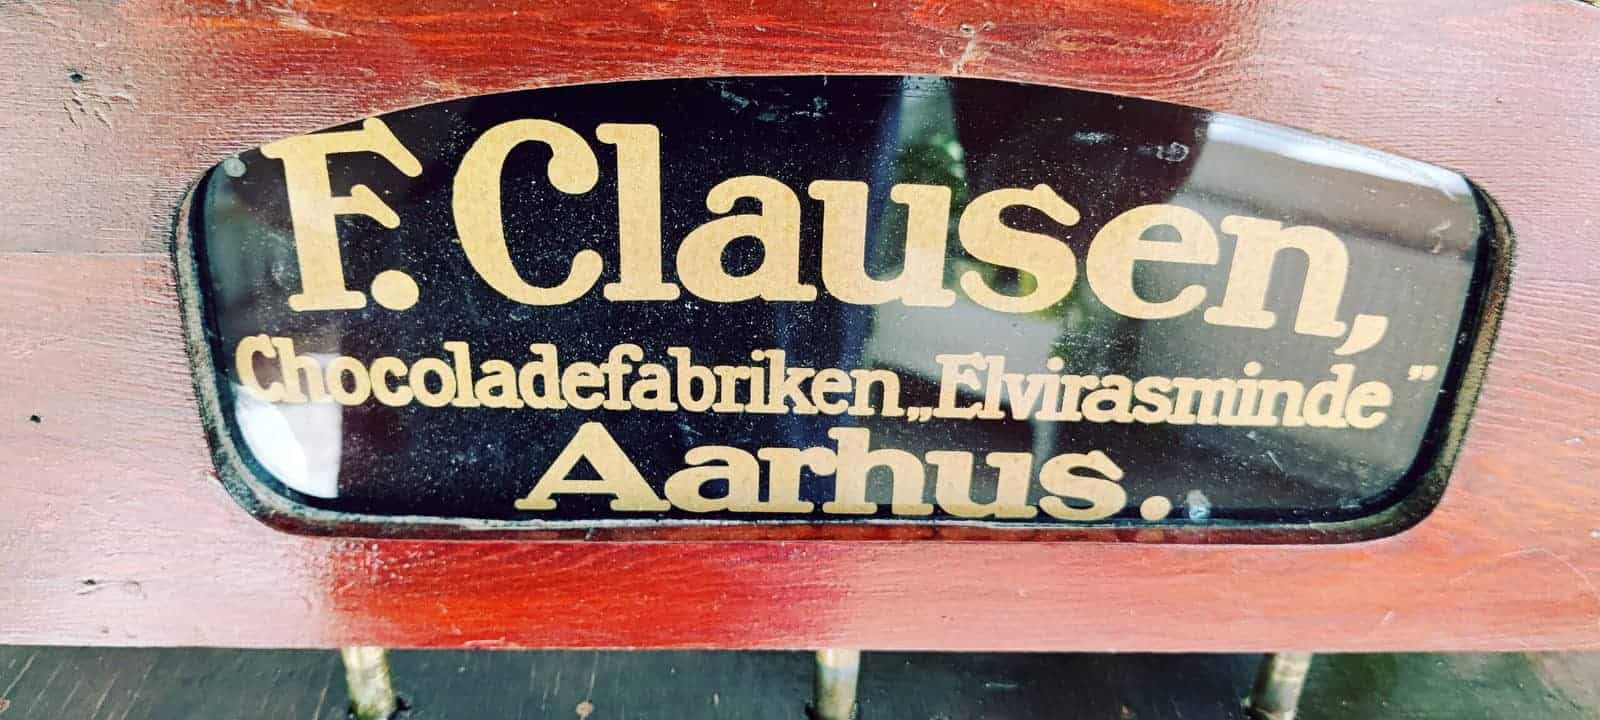 F. Clausen,
Chocoladefabriken „Elvirasminde”
Aarhus.